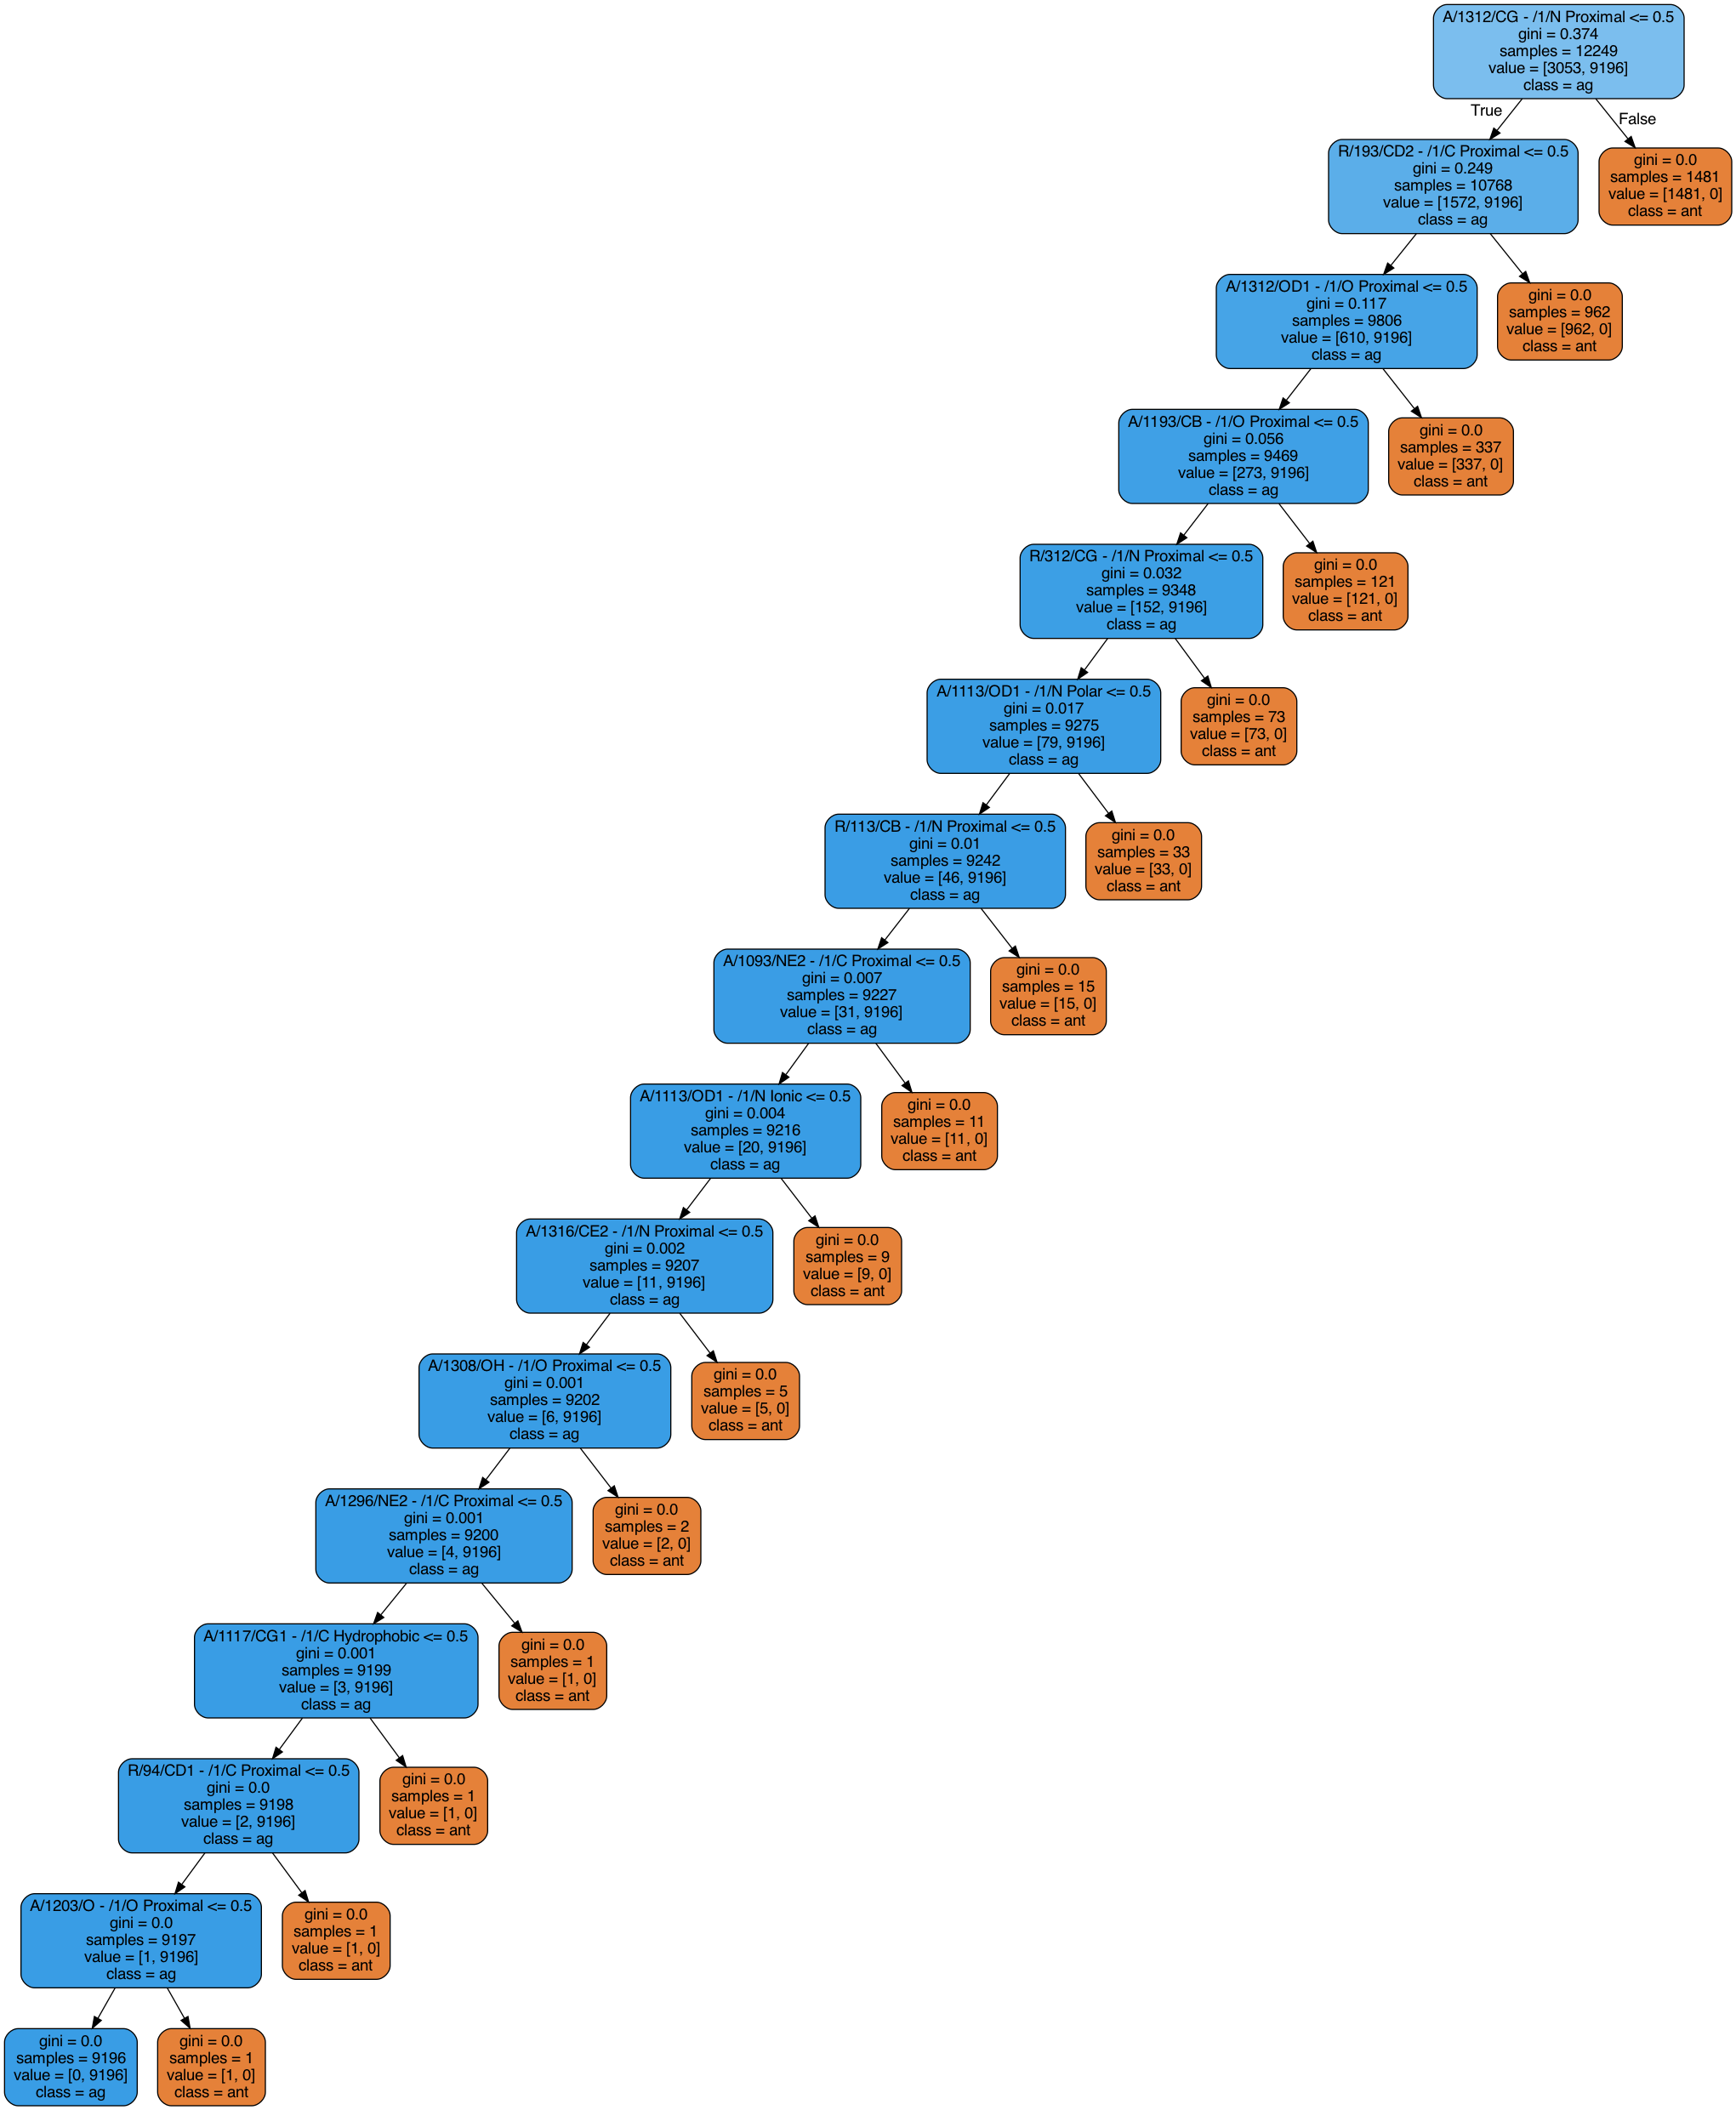 A/1312/CG - /1/N Proximal <= 0.5
gini = 0.374
samples = 12249
value = [3053, 9196]
class = ag
True
False
R/193/CD2 - /1/C Proximal <= 0.5
gini = 0.249
samples = 10768
value = [1572, 9196]
class = ag
gini = 0.0
samples = 1481
value = [1481, 0]
class = ant
A/1312/OD1 - /1/O Proximal <= 0.5
gini = 0.117
samples = 9806
value = [610, 9196]
class = ag
gini = 0.0
samples = 962
value = [962, 0]
class = ant
A/1193/CB - /1/O Proximal <= 0.5
gini = 0.056
samples = 9469
value = [273, 9196]
class = ag
gini = 0.0
samples = 337
value = [337, 0]
class = ant
R/312/CG - /1/N Proximal <= 0.5
gini = 0.032
samples = 9348
value = [152, 9196]
class = ag
gini = 0.0
samples = 121
value = [121, 0]
class = ant
A/1113/OD1 - /1/N Polar <= 0.5
gini = 0.017
samples = 9275
value = [79, 9196]
class = ag
gini = 0.0
samples = 73
value = [73, 0]
class = ant
R/113/CB - /1/N Proximal <= 0.5
gini = 0.01
samples = 9242
value = [46, 9196]
class = ag
gini = 0.0
samples = 33
value = [33, 0]
class = ant
A/1093/NE2 - /1/C Proximal <= 0.5
gini = 0.007
samples = 9227
value = [31, 9196]
class = ag
gini = 0.0
samples = 15
value = [15, 0]
class = ant
A/1113/OD1 - /1/N Ionic <= 0.5
gini = 0.004
samples = 9216
value = [20, 9196]
class = ag
gini = 0.0
samples = 11
value = [11, 0]
class = ant
A/1316/CE2 - /1/N Proximal <= 0.5
gini = 0.002
samples = 9207
value = [11, 9196]
class = ag
gini = 0.0
samples = 9
value = [9, 0]
class = ant
A/1308/OH - /1/O Proximal <= 0.5
gini = 0.001
samples = 9202
value = [6, 9196]
class = ag
gini = 0.0
samples = 5
value = [5, 0]
class = ant
A/1296/NE2 - /1/C Proximal <= 0.5
gini = 0.001
samples = 9200
value = [4, 9196]
class = ag
gini = 0.0
samples = 2
value = [2, 0]
class = ant
A/1117/CG1 - /1/C Hydrophobic <= 0.5
gini = 0.001
samples = 9199
value = [3, 9196]
class = ag
gini = 0.0
samples = 1
value = [1, 0]
class = ant
R/94/CD1 - /1/C Proximal <= 0.5
gini = 0.0
samples = 9198
value = [2, 9196]
class = ag
gini = 0.0
samples = 1
value = [1, 0]
class = ant
A/1203/O - /1/O Proximal <= 0.5
gini = 0.0
samples = 9197
value = [1, 9196]
class = ag
gini = 0.0
samples = 1
value = [1, 0]
class = ant
gini = 0.0
samples = 9196
value = [0, 9196]
class = ag
gini = 0.0
samples = 1
value = [1, 0]
class = ant